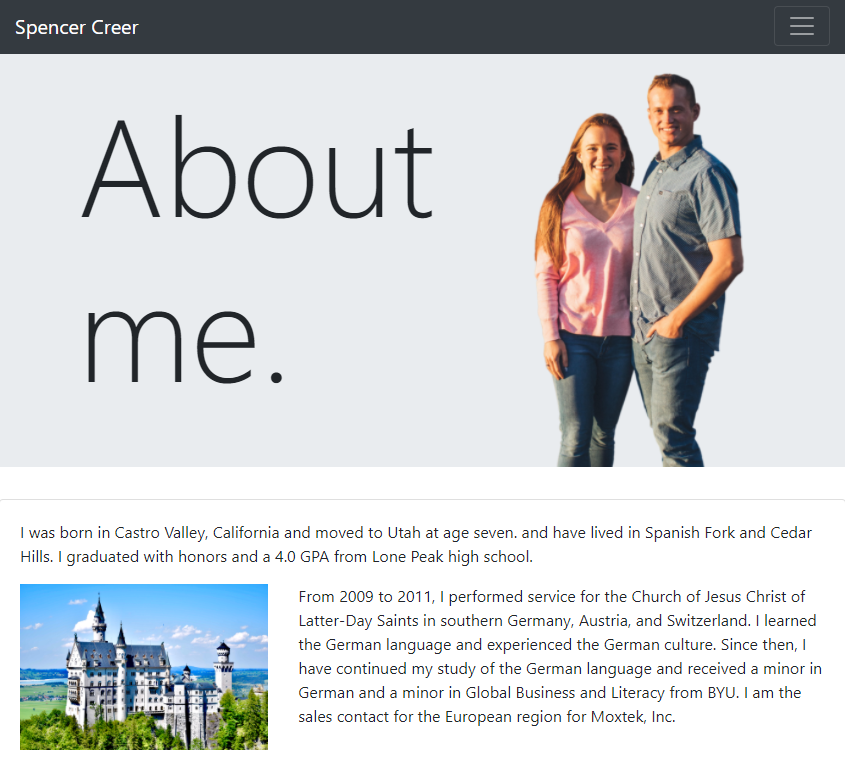 Spencer Creer
About
me.
I was born in Castro Valley, California and moved to Utah at age seven. and have lived in Spanish Fork and Cedar
Hills. I graduated with honors and a 4.0 GPA from Lone Peak high school.
From 2009 to 2011, I performed service for the Church of Jesus Christ of
Latter-Day Saints in southern Germany, Austria, and Switzerland. I learned
the German language and experienced the German culture. Since then, I
have continued my study of the German language and received a minor in
German and a minor in Global Business and Literacy from BYU. I am the
sales contact for the European region for Moxtek, Inc.